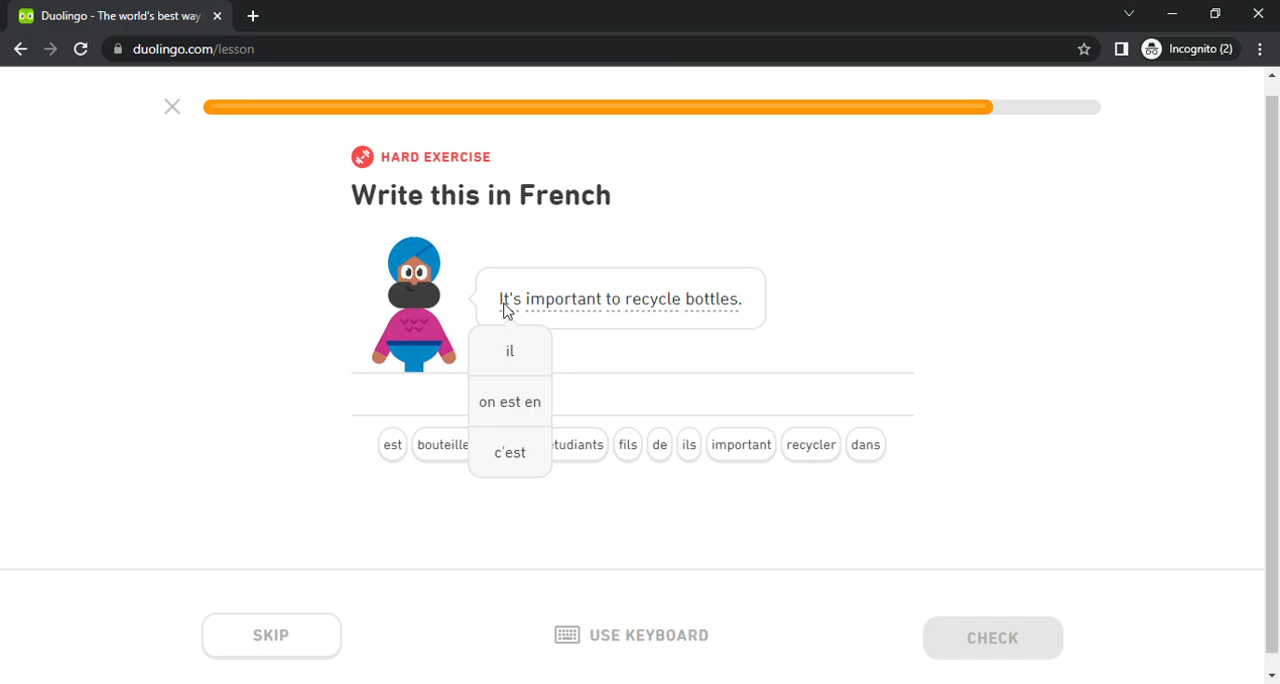 Duolingo - The world's best way
duolingo.com/lesson
Incognito (2)
HARD EXERCISE
Write this in French
It's important to recycle bottles.
il
on est en
c'est
est bouteille tudiants fils de ils important recycler dans
SKIP
USE KEYBOARD
CHECK